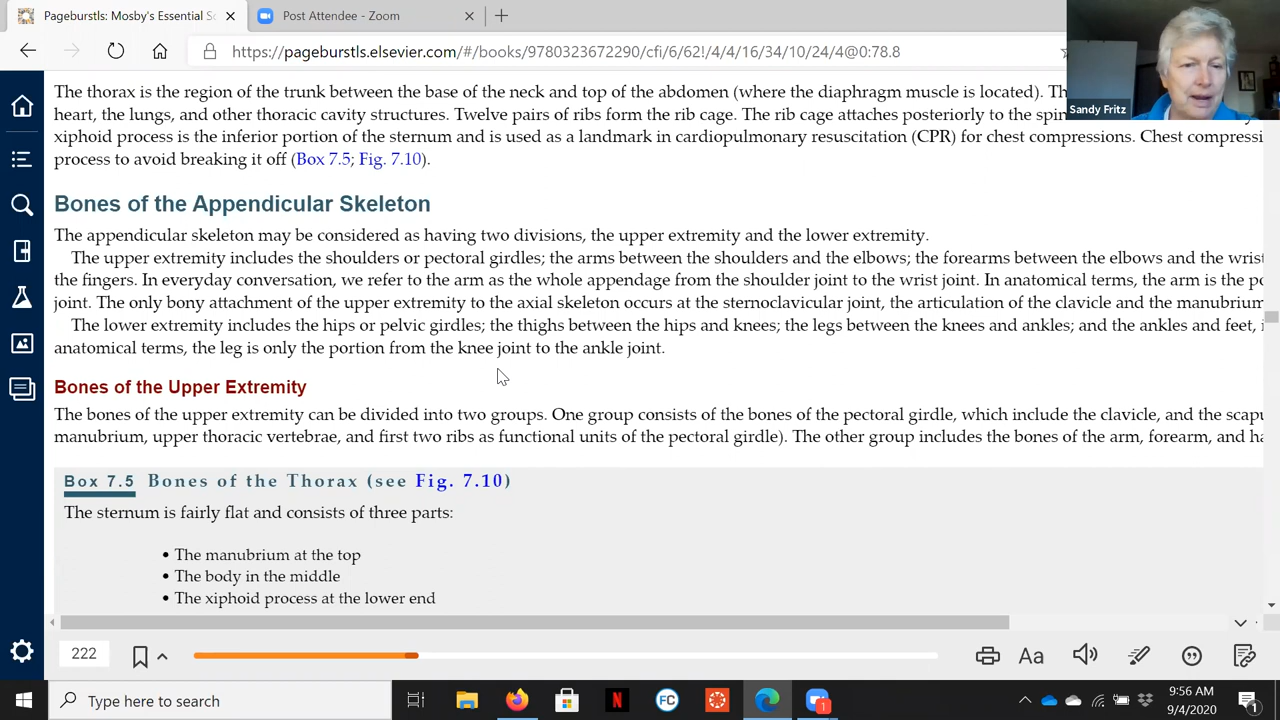 Pageburstls: Mosby's Essential Sc
Post Attendee - Zoom
https://pageburstls.elsevier.com/#/books/9780323672290/cfi/6/62!/4/4/16/34/10/24/4@0:78.8
Sandy Fritz
The thorax is the region of the trunk between the base of the neck and top of the abdomen (where the diaphragm muscle is located).
heart, the lungs, and other thoracic cavity structures. Twelve pairs of ribs form the rib cage. The rib cage attaches posteriorly to the
xiphoid process is the inferior portion of the sternum and is used as a landmark in cardiopulmonary resuscitation (CPR) for chest compressions. Chest
process to avoid breaking it off (Box 7.5; Fig. 7.10).
Bones of the Appendicular Skeleton
The appendicular skeleton may be considered as having two divisions, the upper extremity and the lower extremity.
The upper extremity includes the shoulders or pectoral girdles; the arms between the shoulders and the elbows; the forearms between the elbows and the
the fingers. In everyday conversation, we refer to the arm as the whole appendage from the shoulder joint to the wrist joint. In anatomical terms, the arm is the
joint. The only bony attachment of the upper extremity to the axial skeleton occurs at the sternoclavicular joint, the articulation of the clavicle and the manubrium
The lower extremity includes the hips or pelvic girdles; the thighs between the hips and knees; the legs between the knees and ankles; and the ankles and feet,
anatomical terms, the leg is only the portion from the knee joint to the ankle joint.
Bones of the Upper Extremity
The bones of the upper extremity can be divided into two groups. One group consists of the bones of the pectoral girdle, which include the clavicle, and the
manubrium, upper thoracic vertebrae, and first two ribs as functional units of the pectoral girdle). The other group includes the bones of the arm, forearm, and
Box 7.5 Bones of the Thorax (see Fig. 7.10)
The sternum is fairly flat and consists of three parts:
• The manubrium at the top
• The body in the middle
• The xiphoid process at the lower end
222
Aa
Type here to search
N
FC
1
9:56 AM
9/4/2020
1